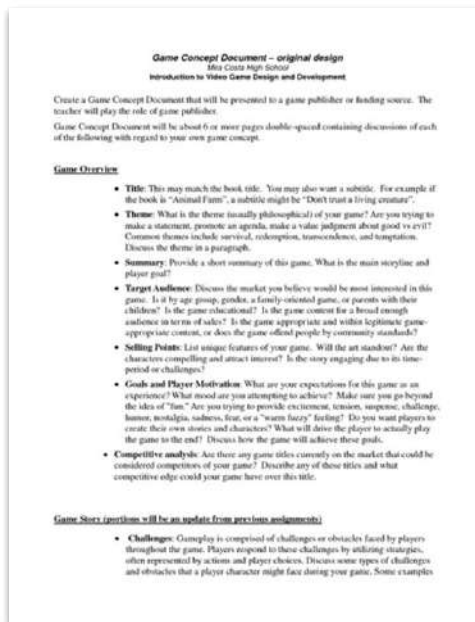 Game Concept Document – original design
Mira Costa High School
Introduction to Video Game Design and Development
Create a Game Concept Document that will be presented to a game publisher or funding source. The
teacher will play the role of game publisher.
Game Concept Document will be about 6 or more pages double-spaced containing discussions of each
of the following with regard to your own game concept.
Game Overview
• Title: This may match the book title. You may also want a subtitle. For example if
the book is "Animal Farm", a subtitle might be "Don't trust a living creature".
• Theme: What is the theme (usually philosophical) of your game? Are you trying to
make a statement, promote an agenda, make a value judgment about good vs evil?
Common themes include survival, redemption, transcendence, and temptation.
Discuss the theme in a paragraph.
• Summary: Provide a short summary of this game. What is the main storyline and
player goal?
• Target Audience: Discuss the market you believe would be most interested in this
game. Is it by age group, gender, a family-oriented game, or parents with their
children? Is the game educational? Is the game content for a broad enough
audience in terms of sales? Is the game appropriate and within legitimate game-
appropriate content, or does the game offend people by community standards?
• Selling Points: List unique features of your game. Will the art standout? Are the
characters compelling and attract interest? Is the story engaging due to its time-
period or challenges?
• Goals and Player Motivation: What are your expectations for this game as an
experience? What mood are you attempting to achieve? Make sure you go beyond
the idea of "fun." Are you trying to provide excitement, tension, suspense, challenge,
humor, nostalgia, sadness, fear, or a "warm fuzzy" feeling? Do you want players to
create their own stories and characters? What will drive the player to actually play
the game to the end? Discuss how the game will achieve these goals.
• Competitive analysis: Are there any game titles currently on the market that could be
considered competitors of your game? Describe any of these titles and what
competitive edge could your game have over this title.
Game Story (portions will be an update from previous assignments)
• Challenges: Gameplay is comprised of challenges or obstacles faced by players
throughout the game. Players respond to these challenges by utilizing strategies,
often represented by actions and player choices. Discuss some types of challenges
and obstacles that a player character might face during your game. Some examples